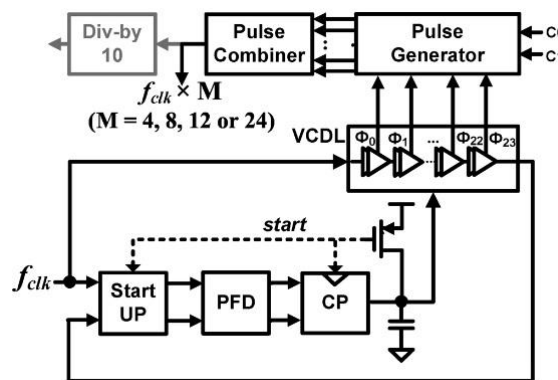 Div-by
10
Pulse
Combiner
Pulse
Generator
f_clk × M
(M = 4, 8, 12 or 24)
VCDL
Φ0
Φ1
...
Φ22
Φ23
start
f_clk
Start
UP
PFD
CP